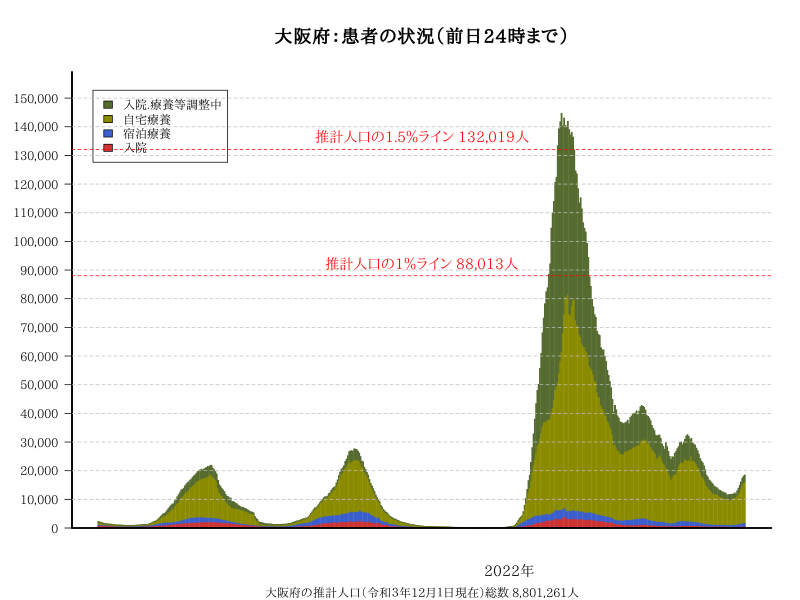 大阪府：患者の状況（前日24時まで）
150,000
140,000
130,000
120,000
110,000
100,000
90,000
80,000
70,000
60,000
50,000
40,000
30,000
20,000
10,000
0
入院.療養等調整中
自宅療養
宿泊療養
入院
推計人口の1.5%ライン 132,019人
推計人口の1%ライン 88,013人
2022年
大阪府の推計人口（令和3年12月1日現在）総数 8,801,261人